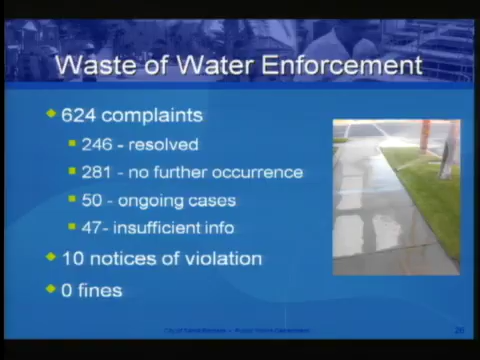 Waste of Water Enforcement
624 complaints
246 - resolved
281 - no further occurrence
50 - ongoing cases
47- insufficient info
10 notices of violation
0 fines
26